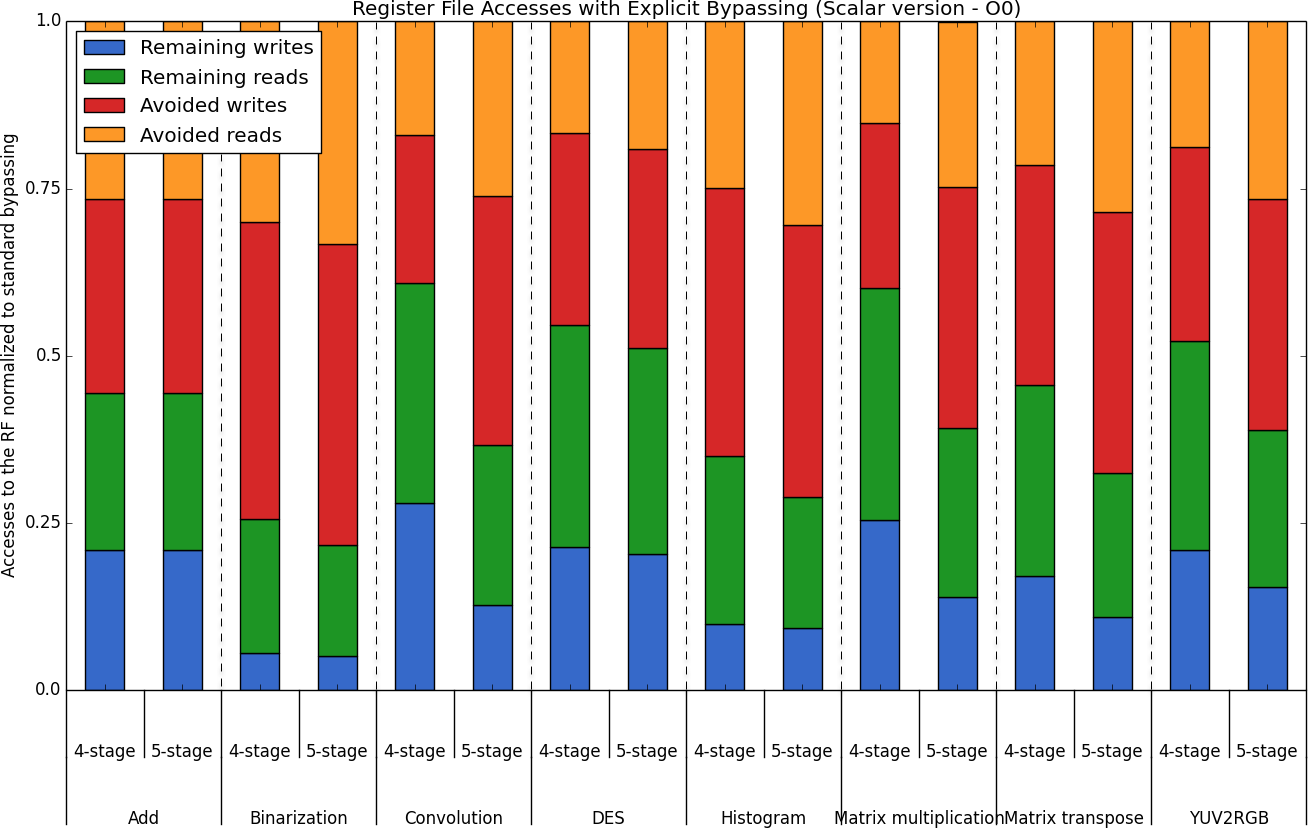 Register File Accesses with Explicit Bypassing (Scalar version - O0)
Accesses to the RF normalized to standard bypassing
1.0
0.75
0.5
0.25
0.0
Remaining writes
Remaining reads
Avoided writes
Avoided reads
4-stage 5-stage 4-stage 5-stage 4-stage 5-stage 4-stage 5-stage 4-stage 5-stage 4-stage 5-stage 4-stage 5-stage 4-stage 5-stage
Add Binarization Convolution DES Histogram Matrix multiplication Matrix transpose YUV2RGB